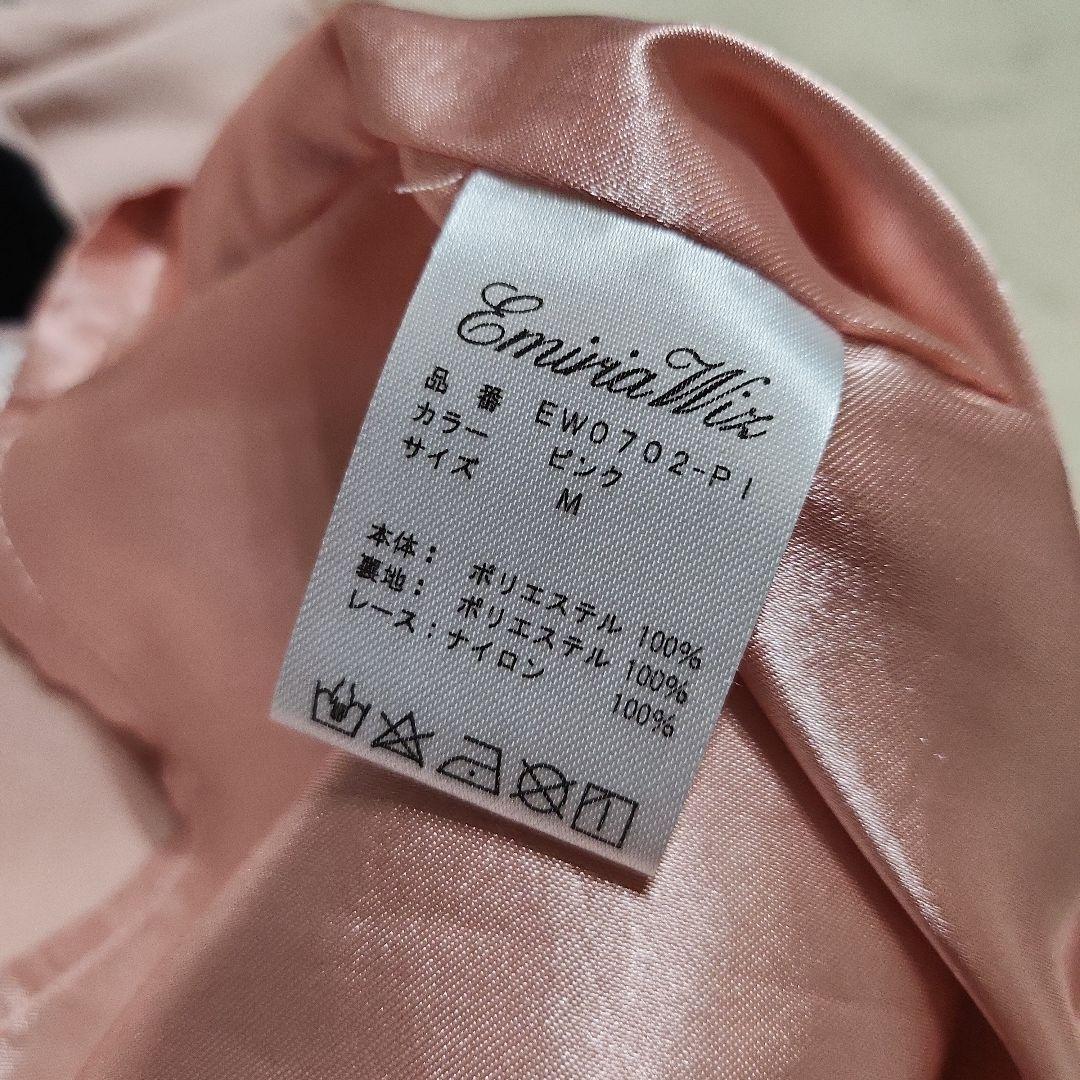 EmiriaWiz
品 番 EW0702-PI
カラー ピンク
サイズ M
本体： ポリエステル 100%
裏地： ポリエステル 100%
レース：ナイロン 100%